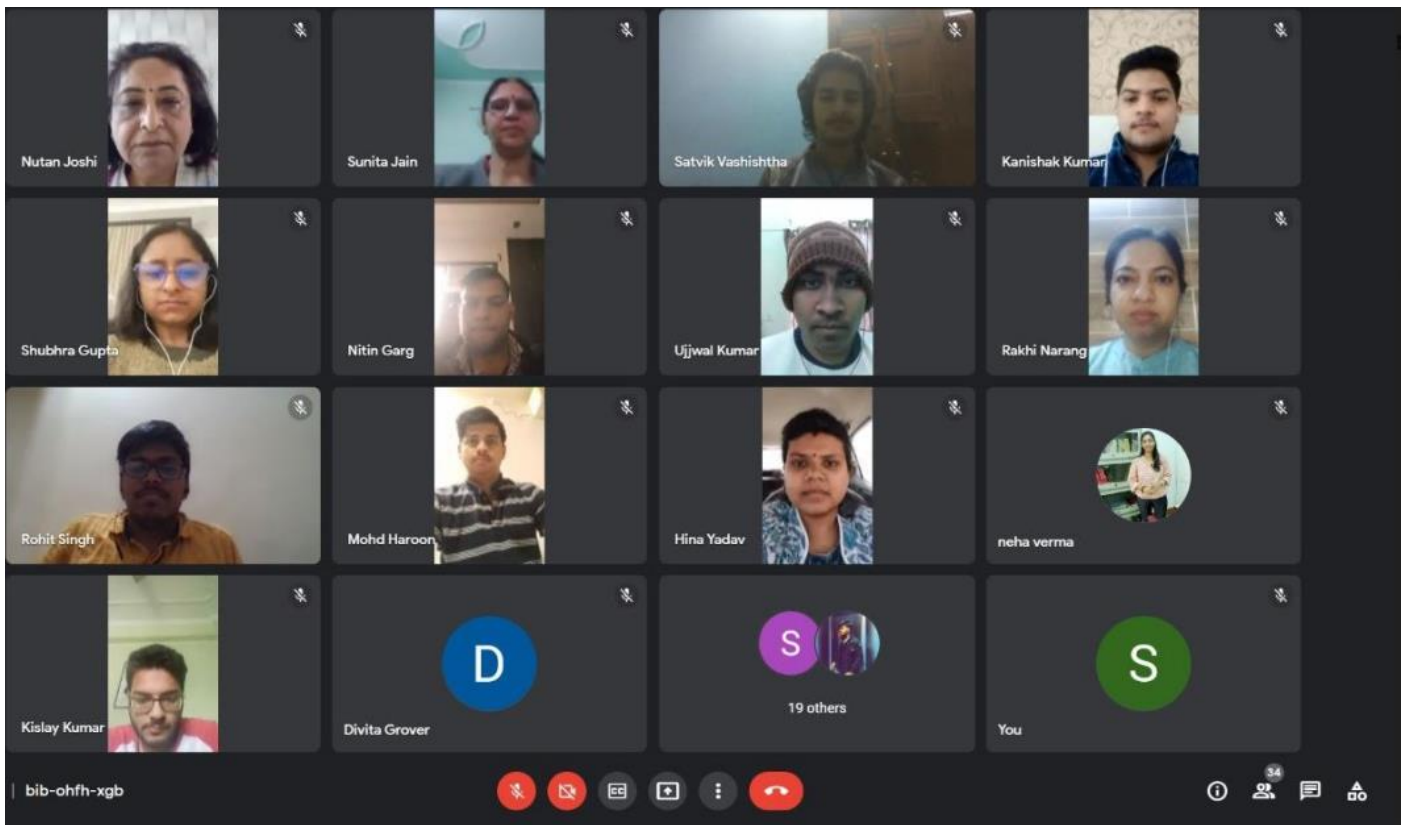 Nutan Joshi
Sunita Jain
Satvik Vashishtha
Kanishak Kumar
Shubhra Gupta
Nitin Garg
Ujjwal Kumar
Rakhi Narang
Rohit Singh
Mohd Haroon
Hina Yadav
neha verma
Kislay Kumar
D
Divita Grover
S
19 others
S
You
| bib-ohfh-xgb
CC
34